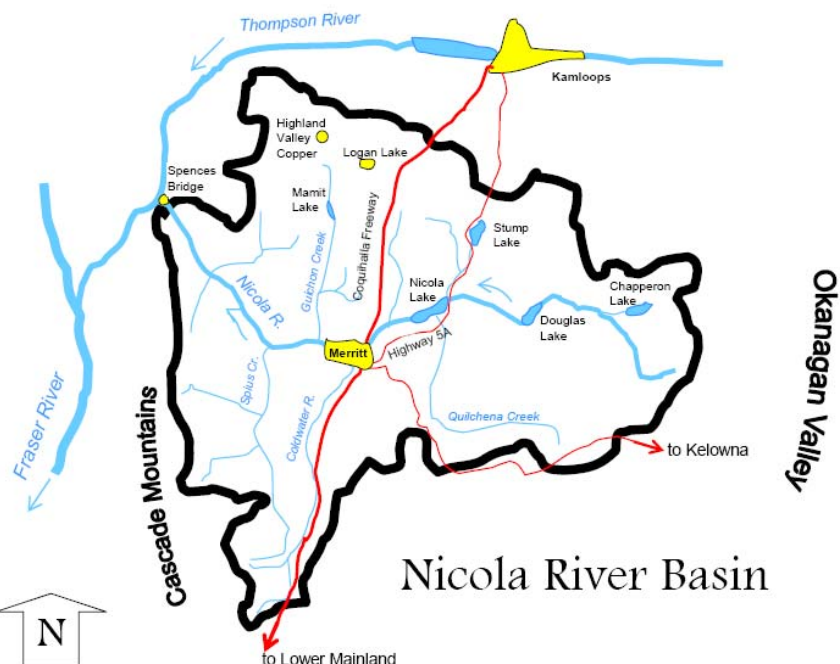 Thompson River
Kamloops
Highland
Valley
Copper
Logan Lake
Spences
Bridge
Mamit
Lake
Coquihalla Freeway
Guichon Creek
Stump
Lake
Nicola R.
Nicola
Lake
Chapperon
Lake
Douglas
Lake
Okanagan Valley
Merritt
Highway 5A
Spius Cr.
Coldwater R.
Quilchena Creek
Fraser River
Cascade Mountains
to Kelowna
Nicola River Basin
N
to Lower Mainland